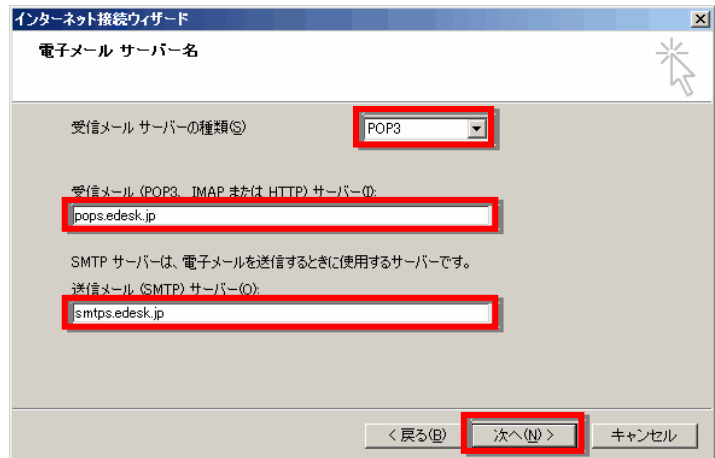 インターネット接続ウィザード
電子メール サーバー名
受信メール サーバーの種類(S)
POP3
受信メール (POP3、IMAP または HTTP) サーバー(I):
pops.edesk.jp
SMTP サーバーは、電子メールを送信するときに使用するサーバーです。
送信メール (SMTP) サーバー(O):
smtps.edesk.jp
< 戻る(B)
次へ(N) >
キャンセル